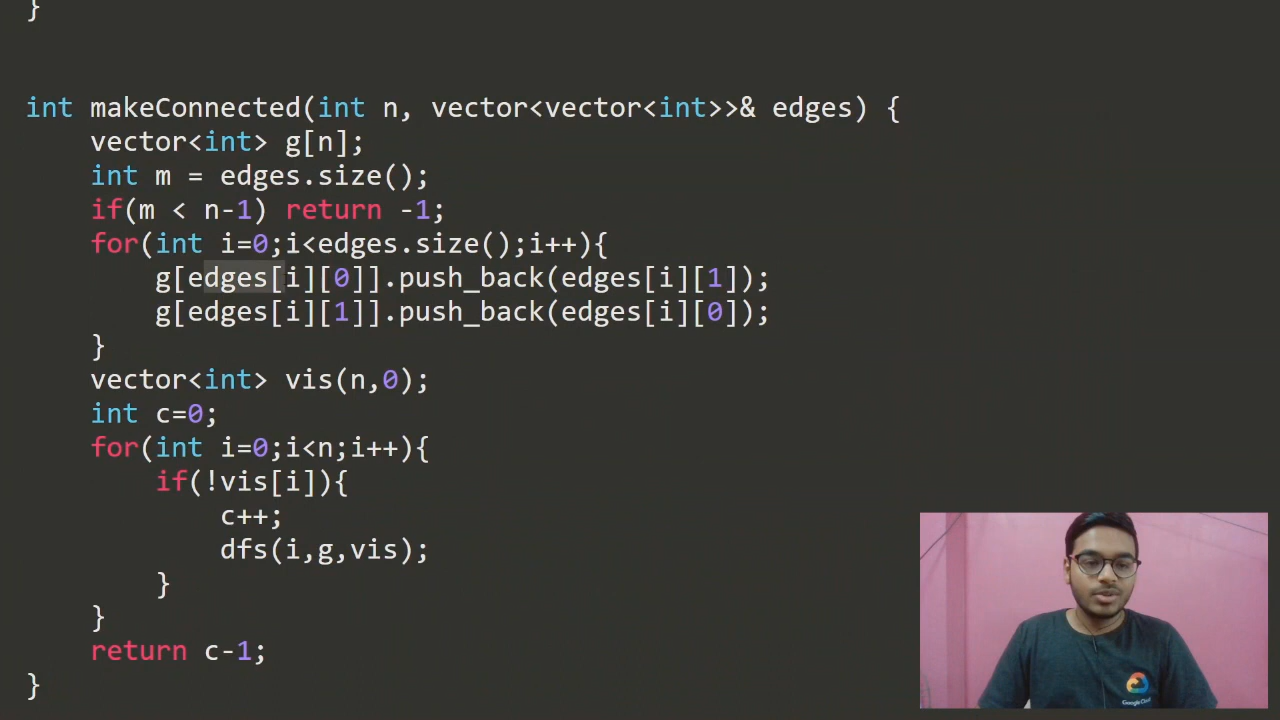 }
int makeConnected(int n, vector<vector<int>>& edges) {
    vector<int> g[n];
    int m = edges.size();
    if(m < n-1) return -1;
    for(int i=0;i<edges.size();i++){
        g[edges[i][0]].push_back(edges[i][1]);
        g[edges[i][1]].push_back(edges[i][0]);
    }
    vector<int> vis(n,0);
    int c=0;
    for(int i=0;i<n;i++){
        if(!vis[i]){
            c++;
            dfs(i,g,vis);
        }
    }
    return c-1;
}
Google Cloud